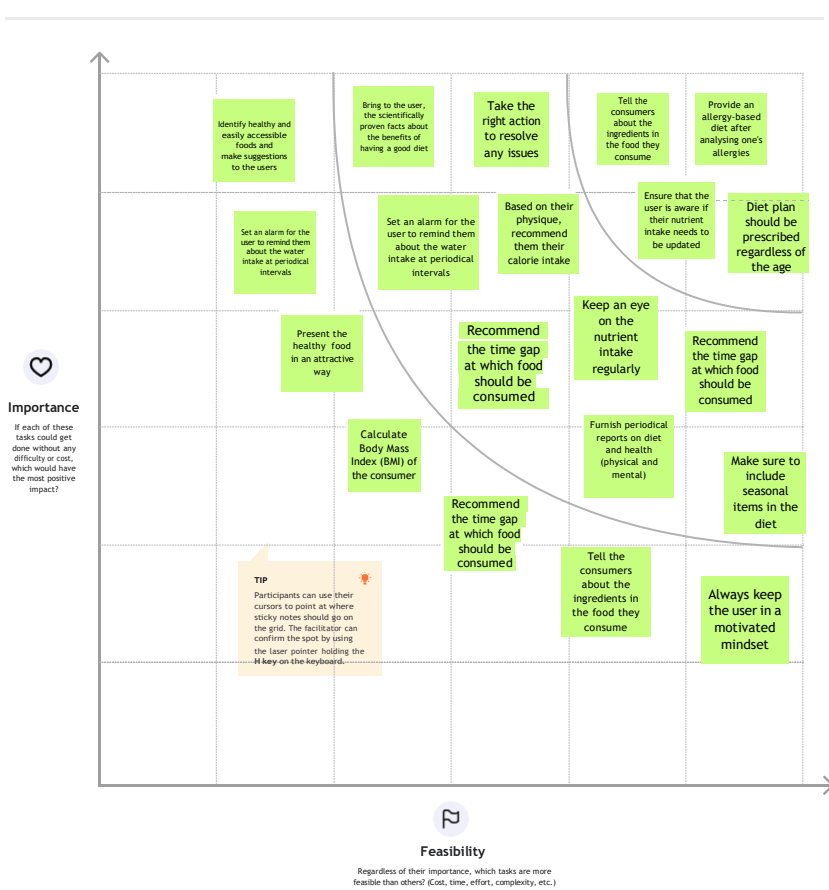 Identify healthy and
easily accessible
foods and
make suggestions
to the users
Bring to the user,
the scientifically
proven facts about
the benefits of
having a good diet
Take the
right action
to resolve
any issues
Tell the
consumers
about the
ingredients in
the food they
consume
Provide an
allergy-based
diet after
analysing one's
allergies
Set an alarm for the
user to remind them
about the water
intake at periodical
intervals
Set an alarm for the
user to remind them
about the water
intake at periodical
intervals
Based on their
physique,
recommend
them their
calorie intake
Ensure that the
user is aware if
their nutrient
intake needs to
be updated
Diet plan
should be
prescribed
regardless of
the age
Present the
healthy food
in an attractive
way
Recommend
the time gap
at which food
should be
consumed
Keep an eye
on the
nutrient
intake
regularly
Recommend
the time gap
at which food
should be
consumed
Importance
If each of these
tasks could get
done without any
difficulty or cost,
which would have
the most positive
impact?
Calculate
Body Mass
Index (BMI) of
the consumer
Furnish periodical
reports on diet
and health
(physical and
mental)
Make sure to
include
seasonal
items in the
diet
Recommend
the time gap
at which food
should be
consumed
Tell the
consumers
about the
ingredients in
the food they
consume
Always keep
the user in a
motivated
mindset
TIP
Participants can use their
cursors to point at where
sticky notes should go on
the grid. The facilitator can
confirm the spot by using
the laser pointer holding the
H key on the keyboard.
Feasibility
Regardless of their importance, which tasks are more
feasible than others? (Cost, time, effort, complexity, etc.)